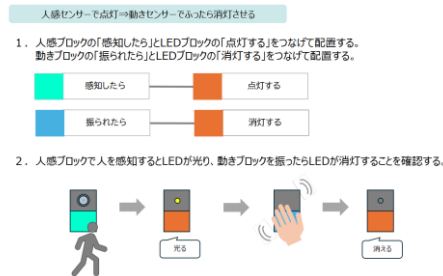 人感センサーで点灯⇒動きセンサーでふったら消灯させる
1．人感ブロックの「感知したら」とLEDブロックの「点灯する」をつなげて配置する。
動きブロックの「振られたら」とLEDブロックの「消灯する」をつなげて配置する。
感知したら
点灯する
振られたら
消灯する
2．人感ブロックで人を感知するとLEDが光り、動きブロックを振ったらLEDが消灯することを確認する。
光る
消える